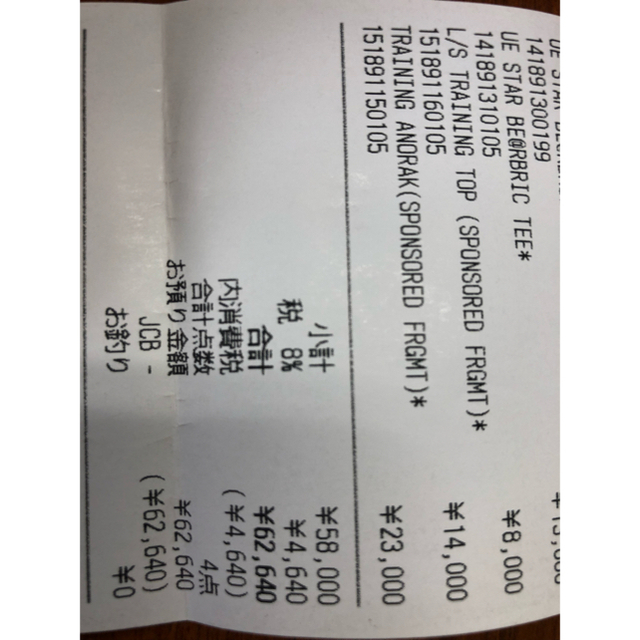 UE STAR
141891300199
UE STAR BE@RBRIC TEE*
141891310105 ¥8,000
L/S TRAINING TOP (SPONSORED FRGMT)*
151891160105 ¥14,000
TRAINING ANORAK(SPONSORED FRGMT)*
151891150105 ¥23,000
小計 ¥58,000
税 8% ¥4,640
合計 ¥62,640
内消費税 (¥4,640)
合計点数 4点
お預り金額 ¥62,640
JCB - (¥62,640)
お釣り ¥0